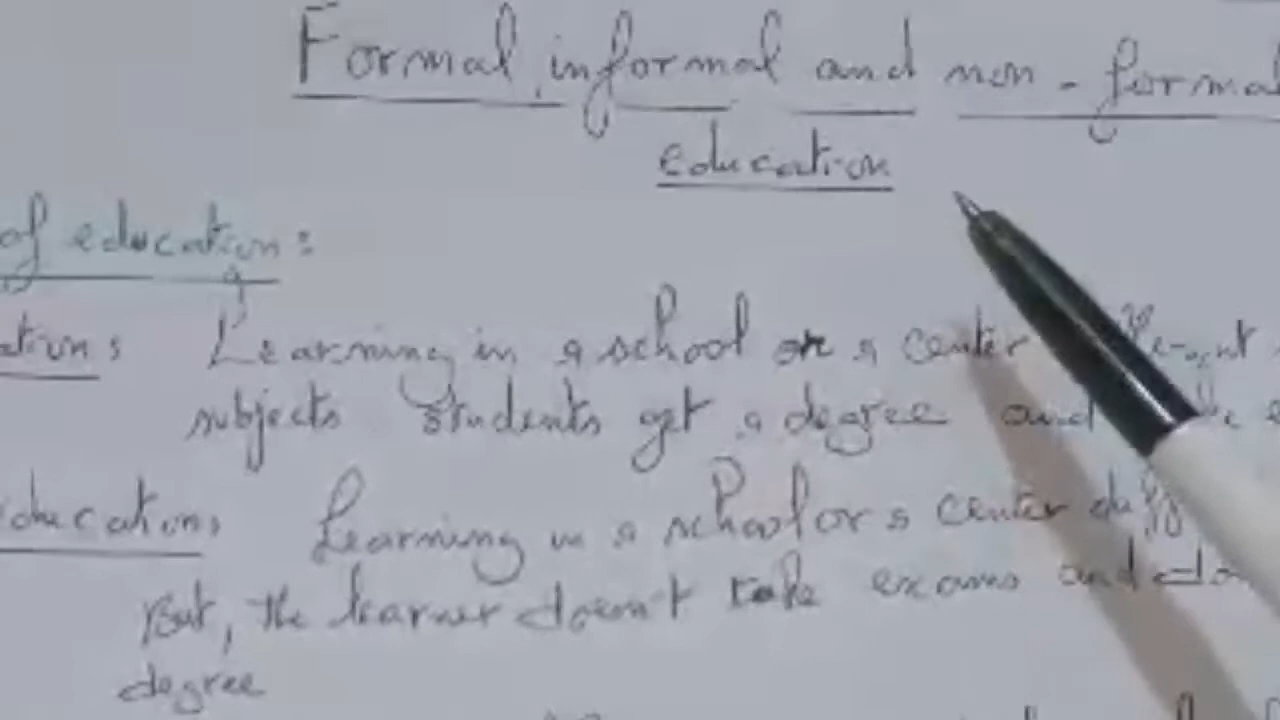 Formal, informal and non-formal
education
of education:
Learning in a school or a center
subjects students get a degree and
education: Learning in a school or a center
But, the learner doesn't take exams and
degree